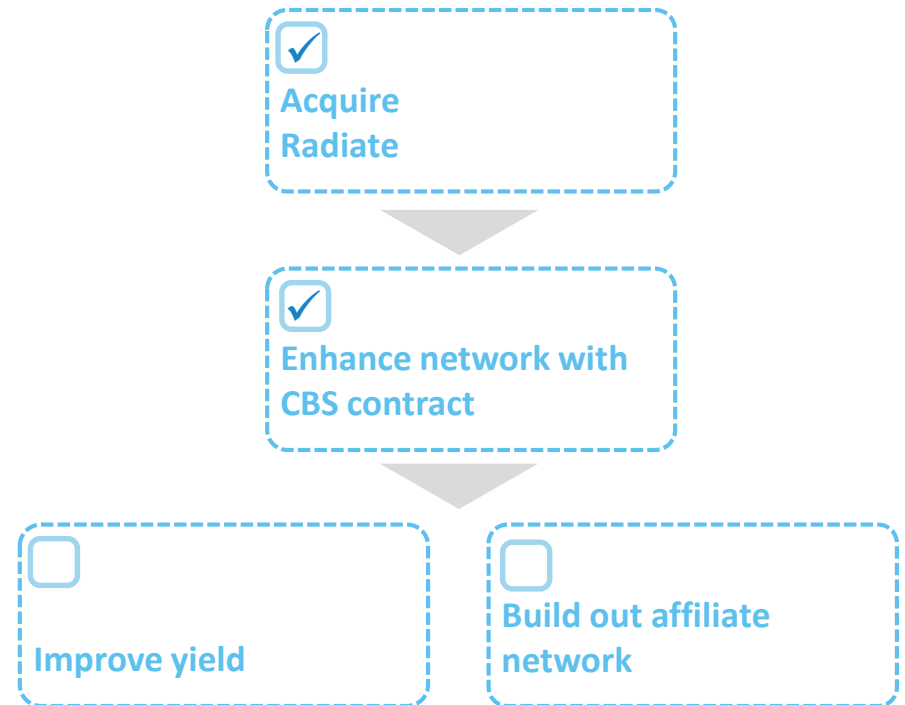 Acquire
Radiate
Enhance network with
CBS contract
Improve yield
Build out affiliate
network